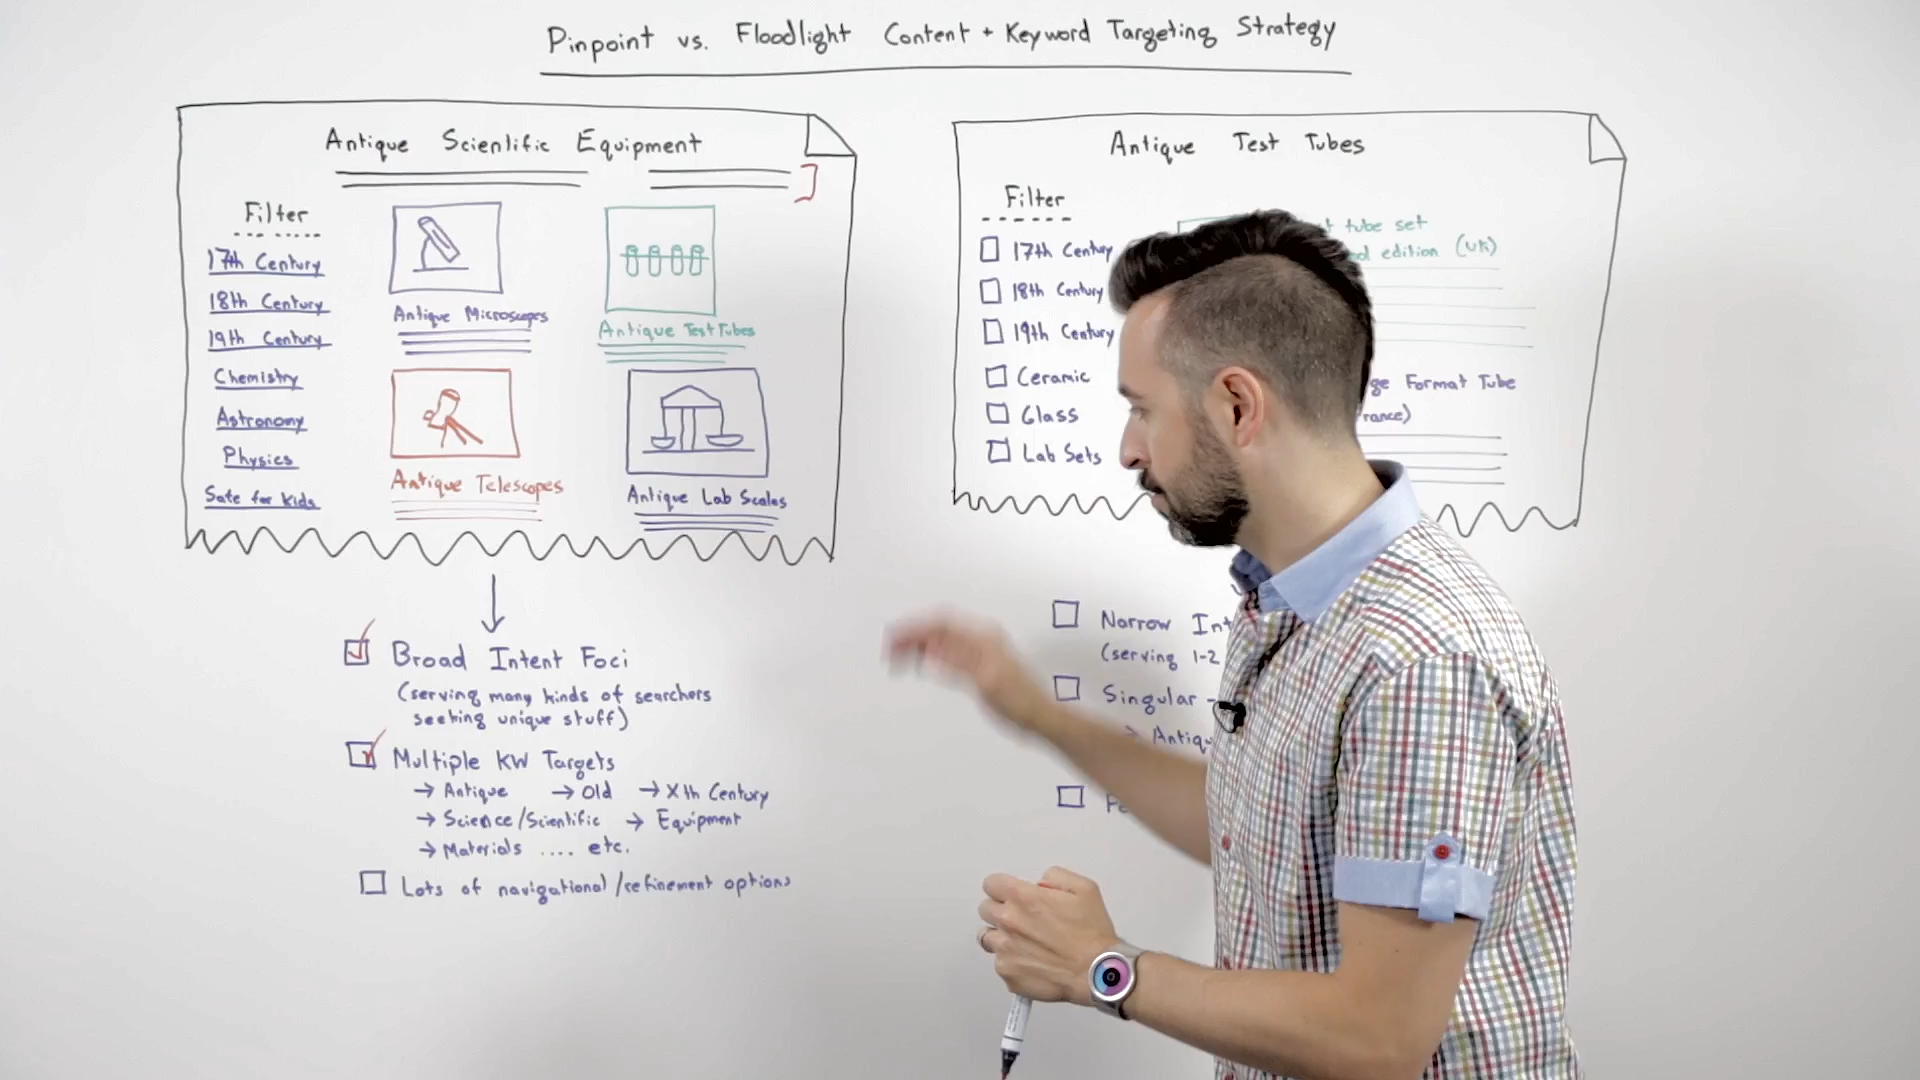 Pinpoint vs. Floodlight Content + Keyword Targeting Strategy
Antique Scientific Equipment
Filter
17th Century
18th Century
19th Century
Chemistry
Astronomy
Physics
Safe for Kids
Antique Microscopes
Antique Test Tubes
Antique Telescopes
Antique Lab Scales
Broad Intent Foci
(serving many kinds of searchers
seeking unique stuff)
Multiple KW Targets
→ Antique → Old → Xth Century
→ Science/Scientific → Equipment
→ Materials .... etc.
Lots of navigational/refinement options
Antique Test Tubes
Filter
17th Century
18th Century
19th Century
Ceramic
Glass
Lab Sets
tube set
edition (UK)
Format Tube
Narrow
(serving 1-2
Singular